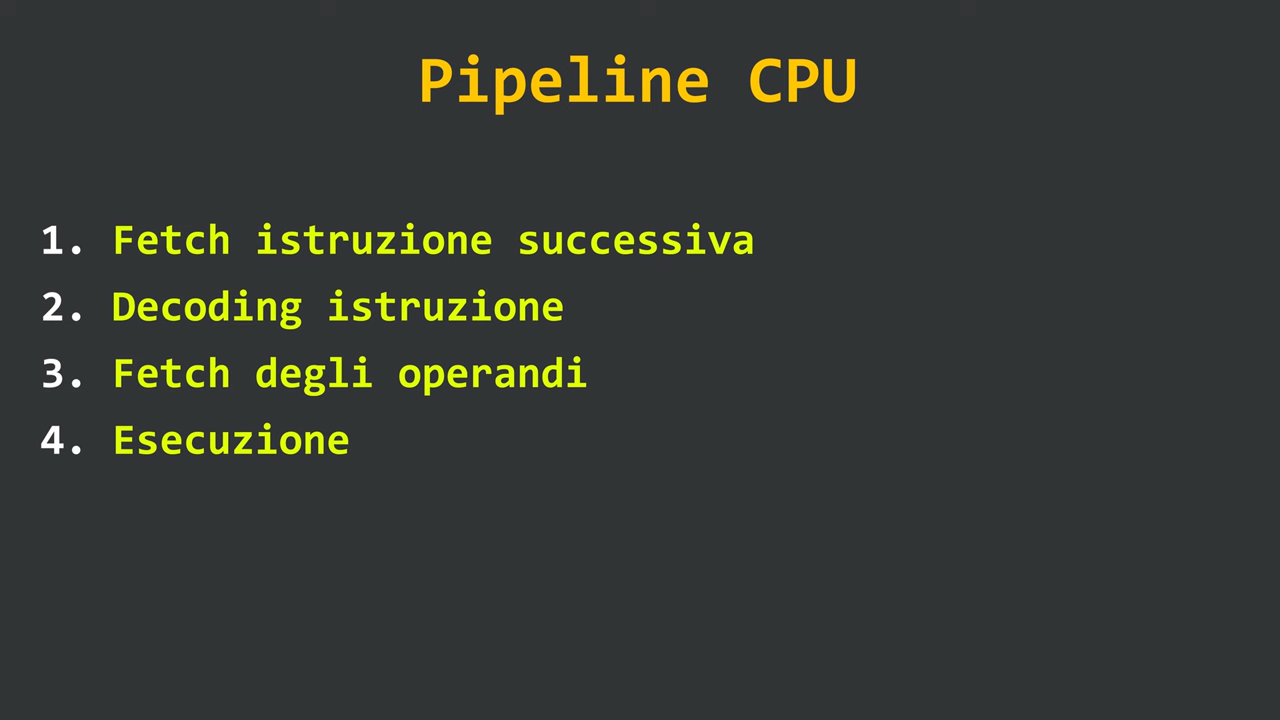 Pipeline CPU
1. Fetch istruzione successiva
2. Decoding istruzione
3. Fetch degli operandi
4. Esecuzione